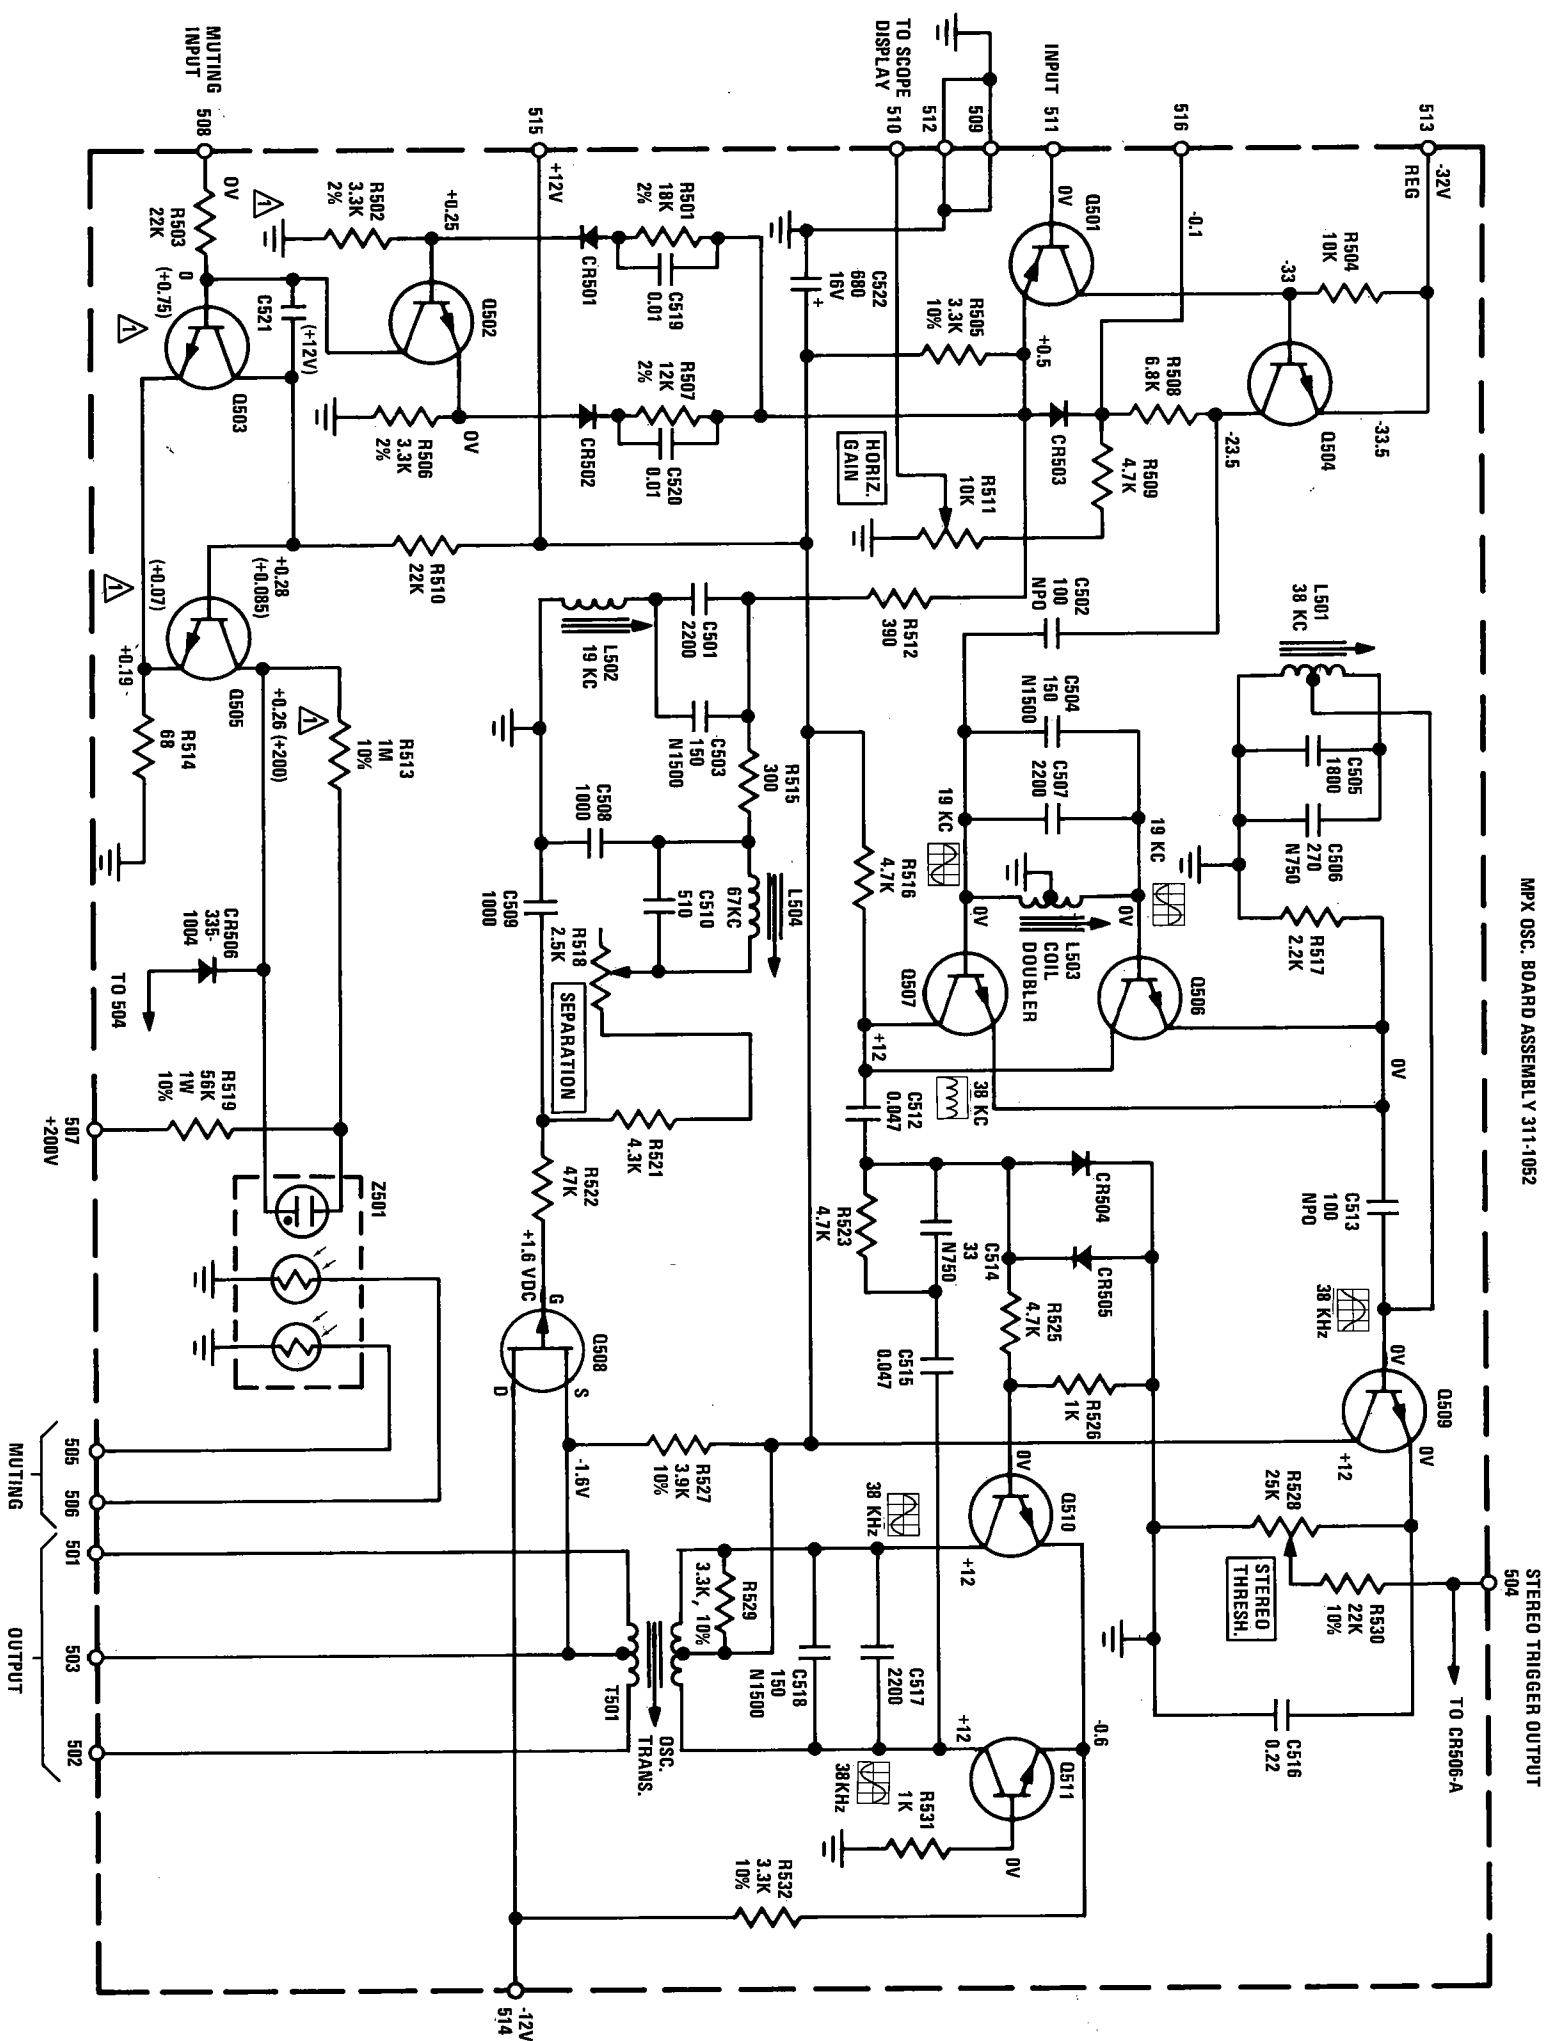 MPX OSC. BOARD ASSEMBLY 311-1052
513
-32V
REG
516
-0.1
INPUT 511
509
512
TO SCOPE
DISPLAY
510
515
+12V
MUTING
INPUT
508
0V
R504
10K
-33
Q504
-33.5
R508
6.8K
-23.5
R509
4.7K
Q501
0V
+0.5
CR503
R505
3.3K
10%
C522
680
16V
+
R511
10K
HORIZ.
GAIN
R501
18K
2%
C519
0.01
CR501
R507
12K
2%
C520
0.01
CR502
+0.25
R502
3.3K
2%
1
Q502
0V
R506
3.3K
2%
R503
22K
0
(+0.75)
1
C521
(+12V)
Q503
R510
22K
+0.28
(+0.085)
(+0.07)
1
Q505
+0.19
+0.26 (+200)
1
R513
1M
10%
R514
68
L501
38 KC
C505
1800
C506
270
N750
R517
2.2K
C502
100
NPO
C504
150
N1500
C507
2200
19 KC
19 KC
L503
COIL
DOUBLER
0V
0V
Q506
Q507
+12
38 KC
0V
R512
390
C501
2200
L502
19 KC
C503
150
N1500
R515
300
C508
1000
L504
67KC
C510
510
C509
1000
R518
2.5K
SEPARATION
R516
4.7K
C512
0.047
R521
4.3K
R522
47K
+1.6 VDC
G
Q508
S
D
-1.6V
CR506
335-
1004
TO 504
R519
56K
1W
10%
507
+200V
Z501
505
506
MUTING
501
503
502
OUTPUT
C513
100
NPO
38 KHz
0V
Q509
0V
+12
CR504
CR505
C514
33
N750
R523
4.7K
R525
4.7K
C515
0.047
R526
1K
0V
Q510
+12
38 KHz
R527
3.9K
10%
R528
25K
STEREO
THRESH.
R530
22K
10%
STEREO TRIGGER OUTPUT
504
TO CR506-A
C516
0.22
R529
3.3K, 10%
C518
150
N1500
C517
2200
T501
OSC.
TRANS.
-0.6
+12
Q511
38KHz
R531
1K
0V
R532
3.3K
10%
-12V
514